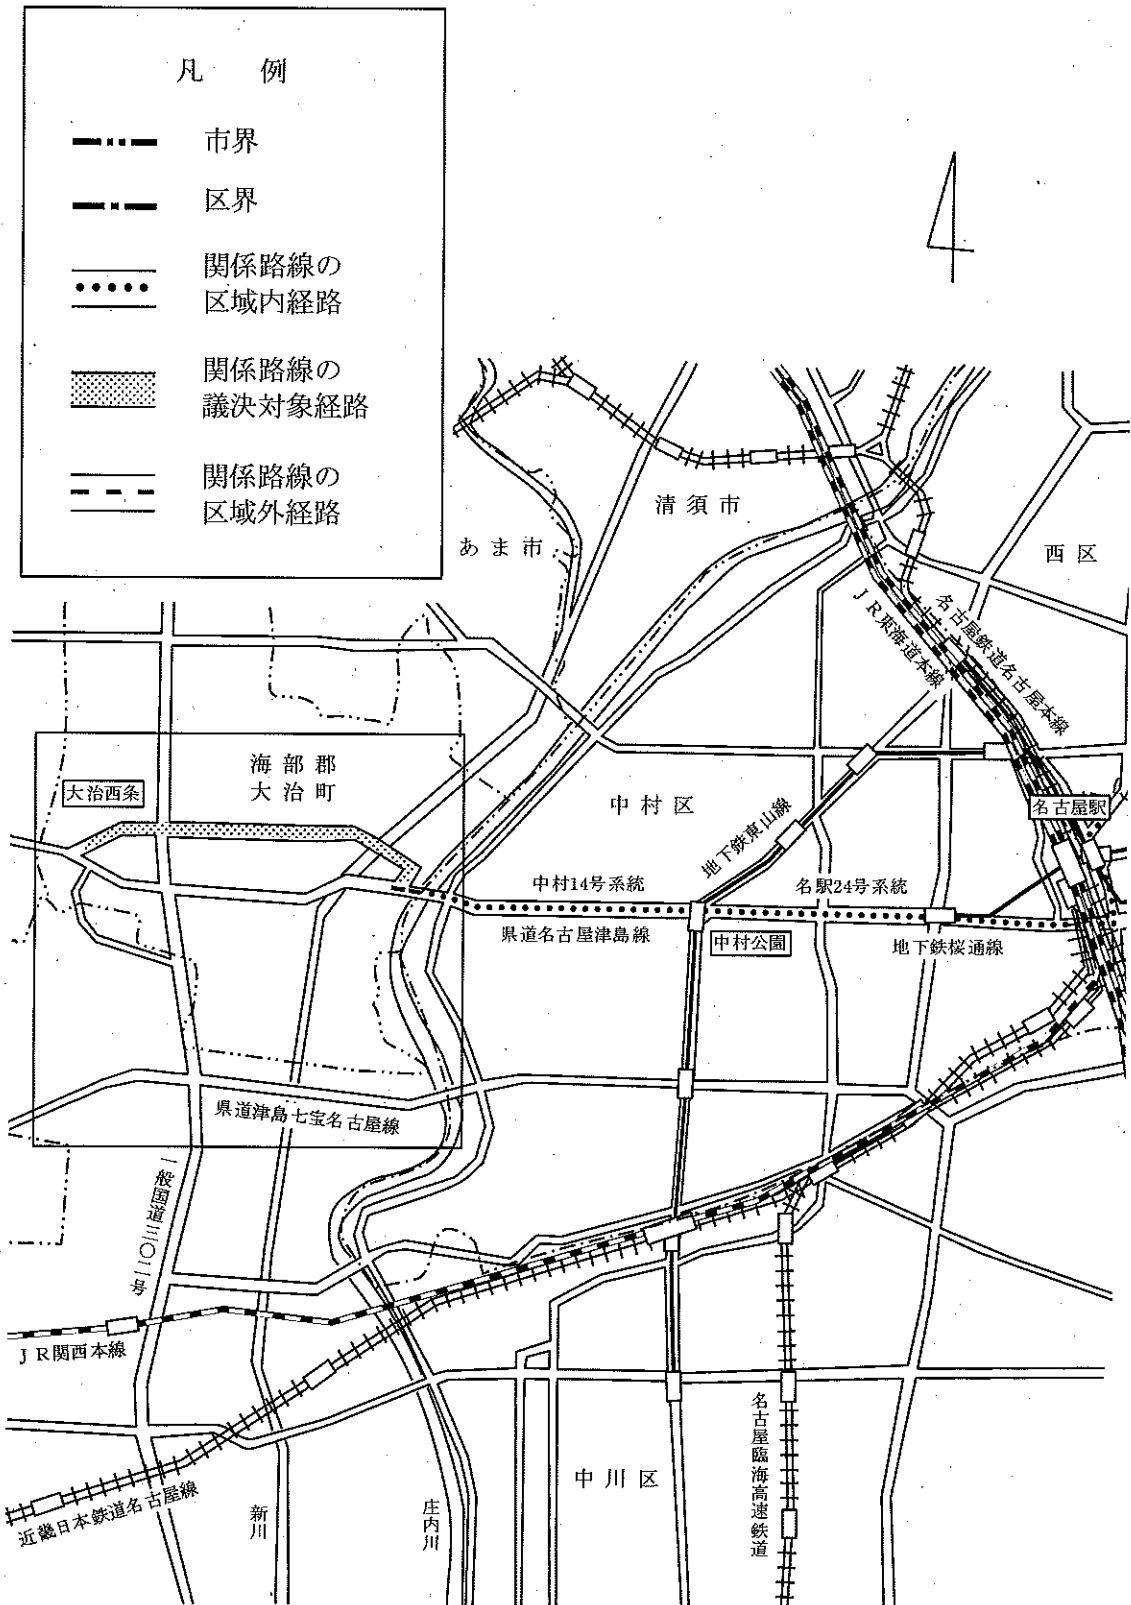 凡例
市界
区界
関係路線の
区域内経路
関係路線の
議決対象経路
関係路線の
区域外経路
清須市
あま市
西区
名古屋鉄道名古屋本線
JR東海道本線
海部郡
大治町
大治西条
中村区
名古屋駅
地下鉄東山線
中村14号系統
名駅24号系統
県道名古屋津島線
中村公園
地下鉄桜通線
県道津島七宝名古屋線
一般国道三〇二号
JR関西本線
名古屋臨海高速鉄道
中川区
近畿日本鉄道名古屋線
新川
庄内川